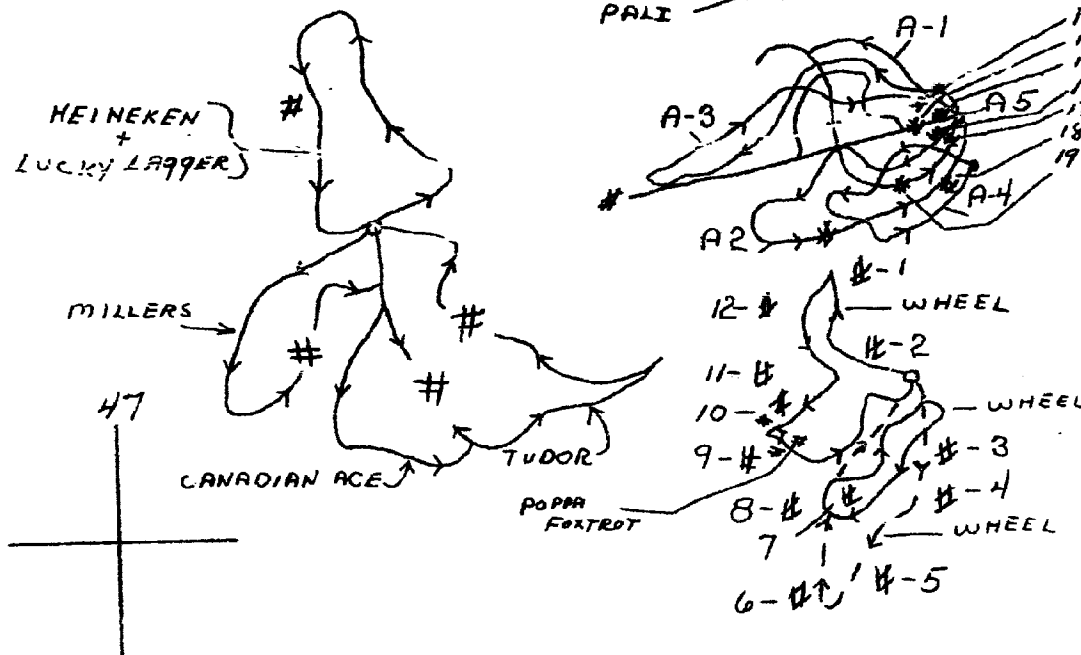 PALI
A-1
HEINEKEN
+
LUCKY LAGGER
#
A-3
A5
18
19
#
A-4
A2
#-1
MILLERS
12-#
WHEEL
#
#
#-2
11-#
47
#
10-
WHEEL
9-#
#-3
CANADIAN ACE
TUDOR
POPPA
FOXTROT
8-#
#
#-4
WHEEL
7
6-#
#-5